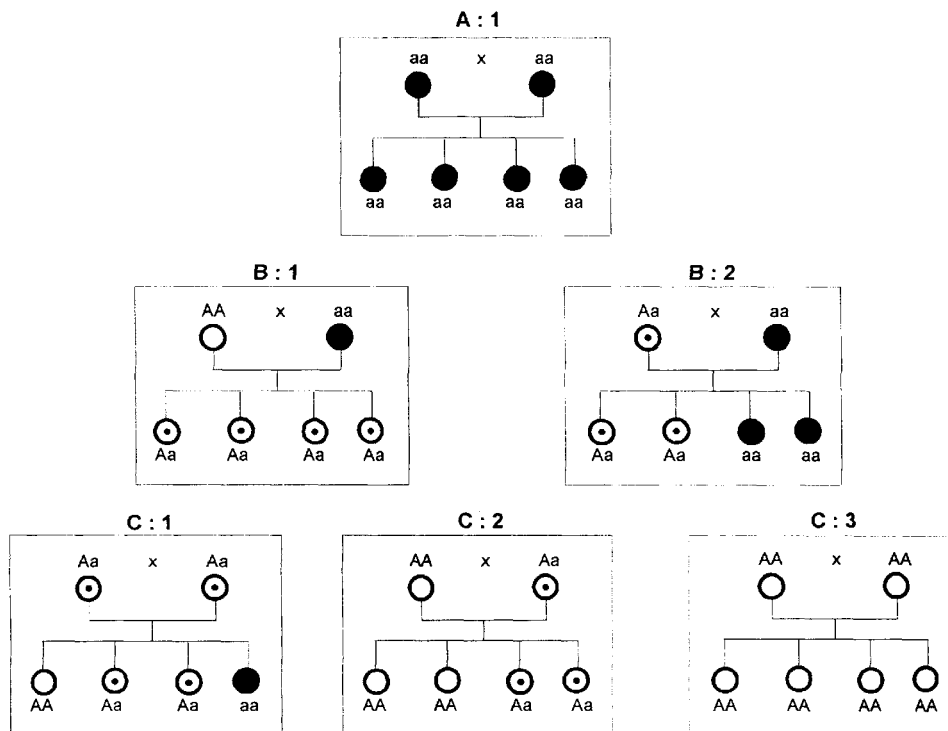 A : 1
aa x aa
aa aa aa aa
B : 1
AA x aa
Aa Aa Aa Aa
B : 2
Aa x aa
Aa Aa aa aa
C : 1
Aa x Aa
AA Aa Aa aa
C : 2
AA x Aa
AA AA Aa Aa
C : 3
AA x AA
AA AA AA AA